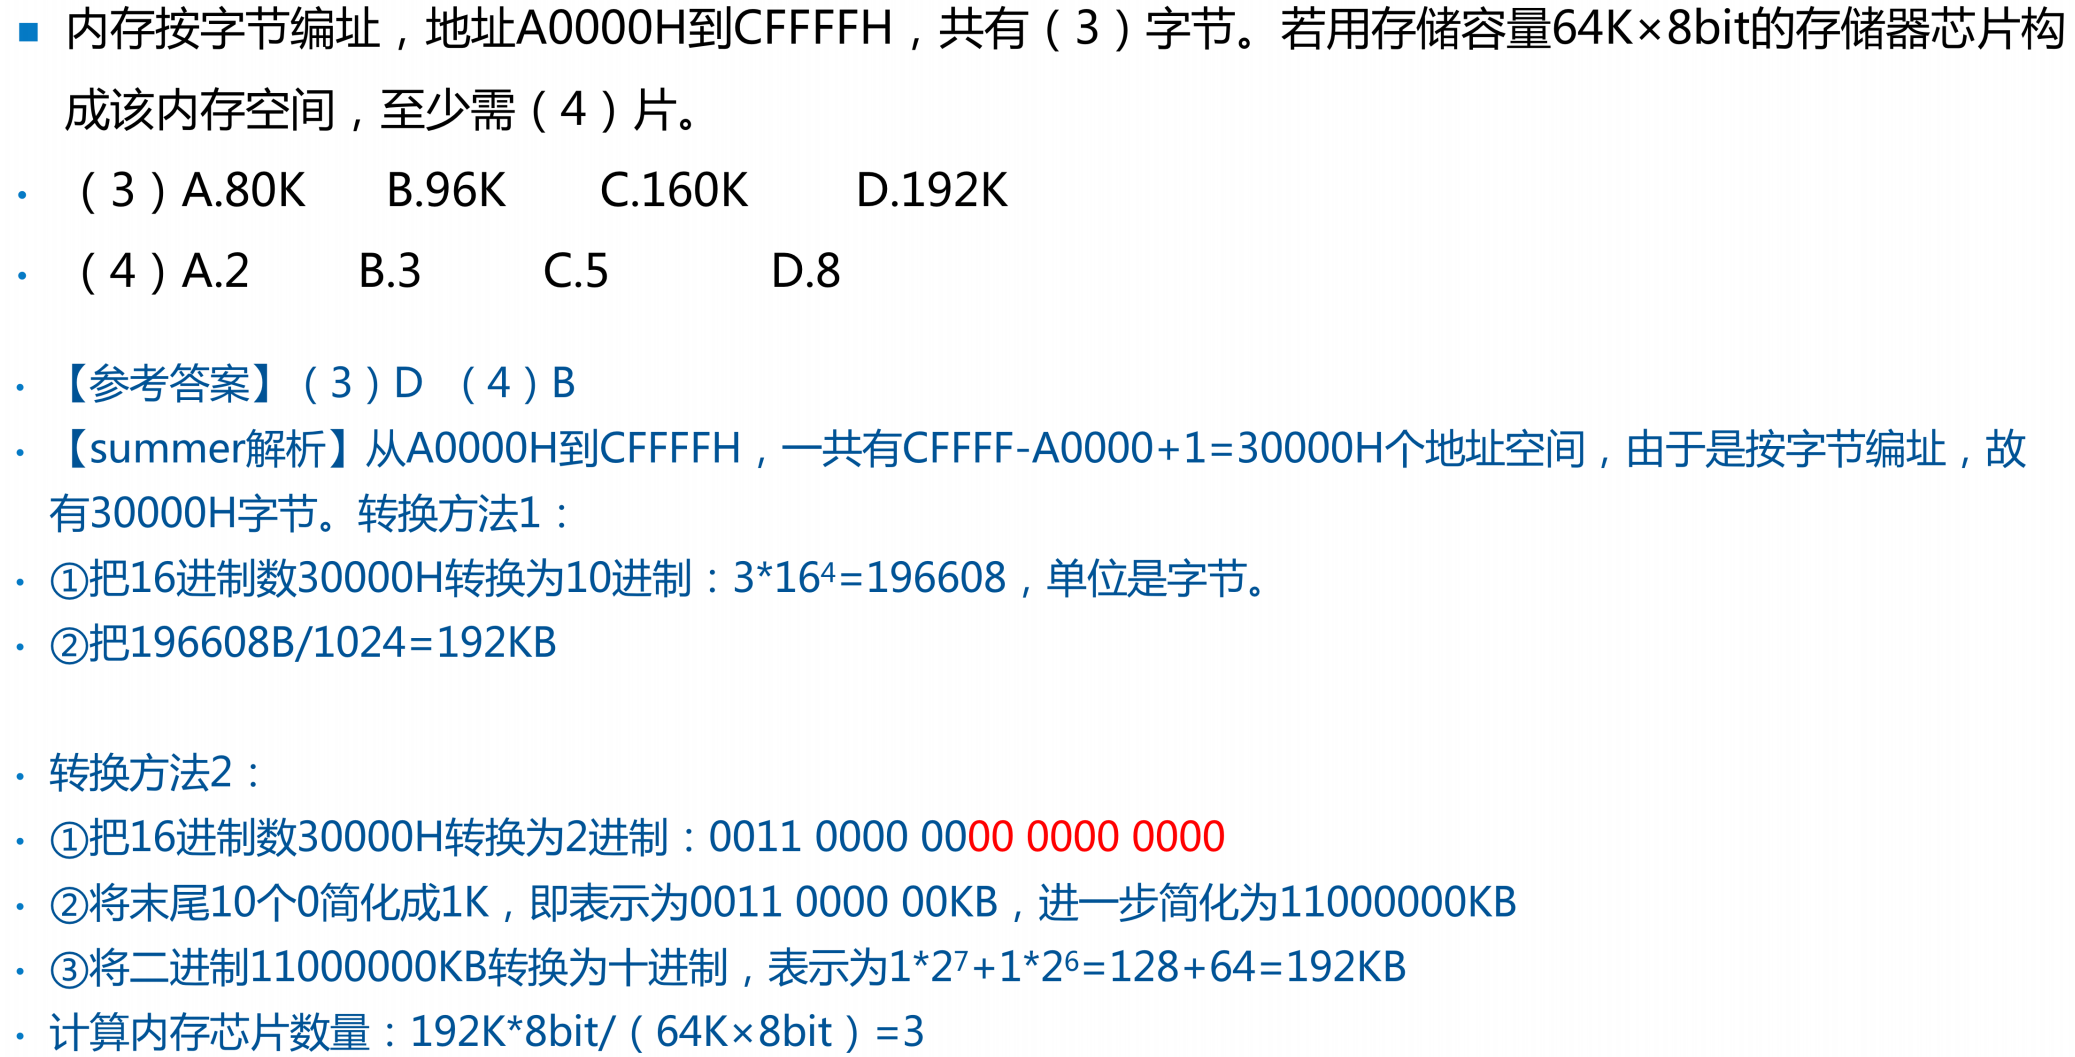 ■ 内存按字节编址，地址A0000H到CFFFFH，共有（3）字节。若用存储容量64K×8bit的存储器芯片构
成该内存空间，至少需（4）片。
• （3）A.80K B.96K C.160K D.192K
• （4）A.2 B.3 C.5 D.8
• 【参考答案】（3）D （4）B
• 【summer解析】从A0000H到CFFFFH，一共有CFFFF-A0000+1=30000H个地址空间，由于是按字节编址，故
有30000H字节。转换方法1：
• ①把16进制数30000H转换为10进制：3*16⁴=196608，单位是字节。
• ②把196608B/1024=192KB
• 转换方法2：
• ①把16进制数30000H转换为2进制：0011 0000 0000 0000 0000
• ②将末尾10个0简化成1K，即表示为0011 0000 00KB，进一步简化为11000000KB
• ③将二进制11000000KB转换为十进制，表示为1*2⁷+1*2⁶=128+64=192KB
• 计算内存芯片数量：192K*8bit/（64K×8bit）=3